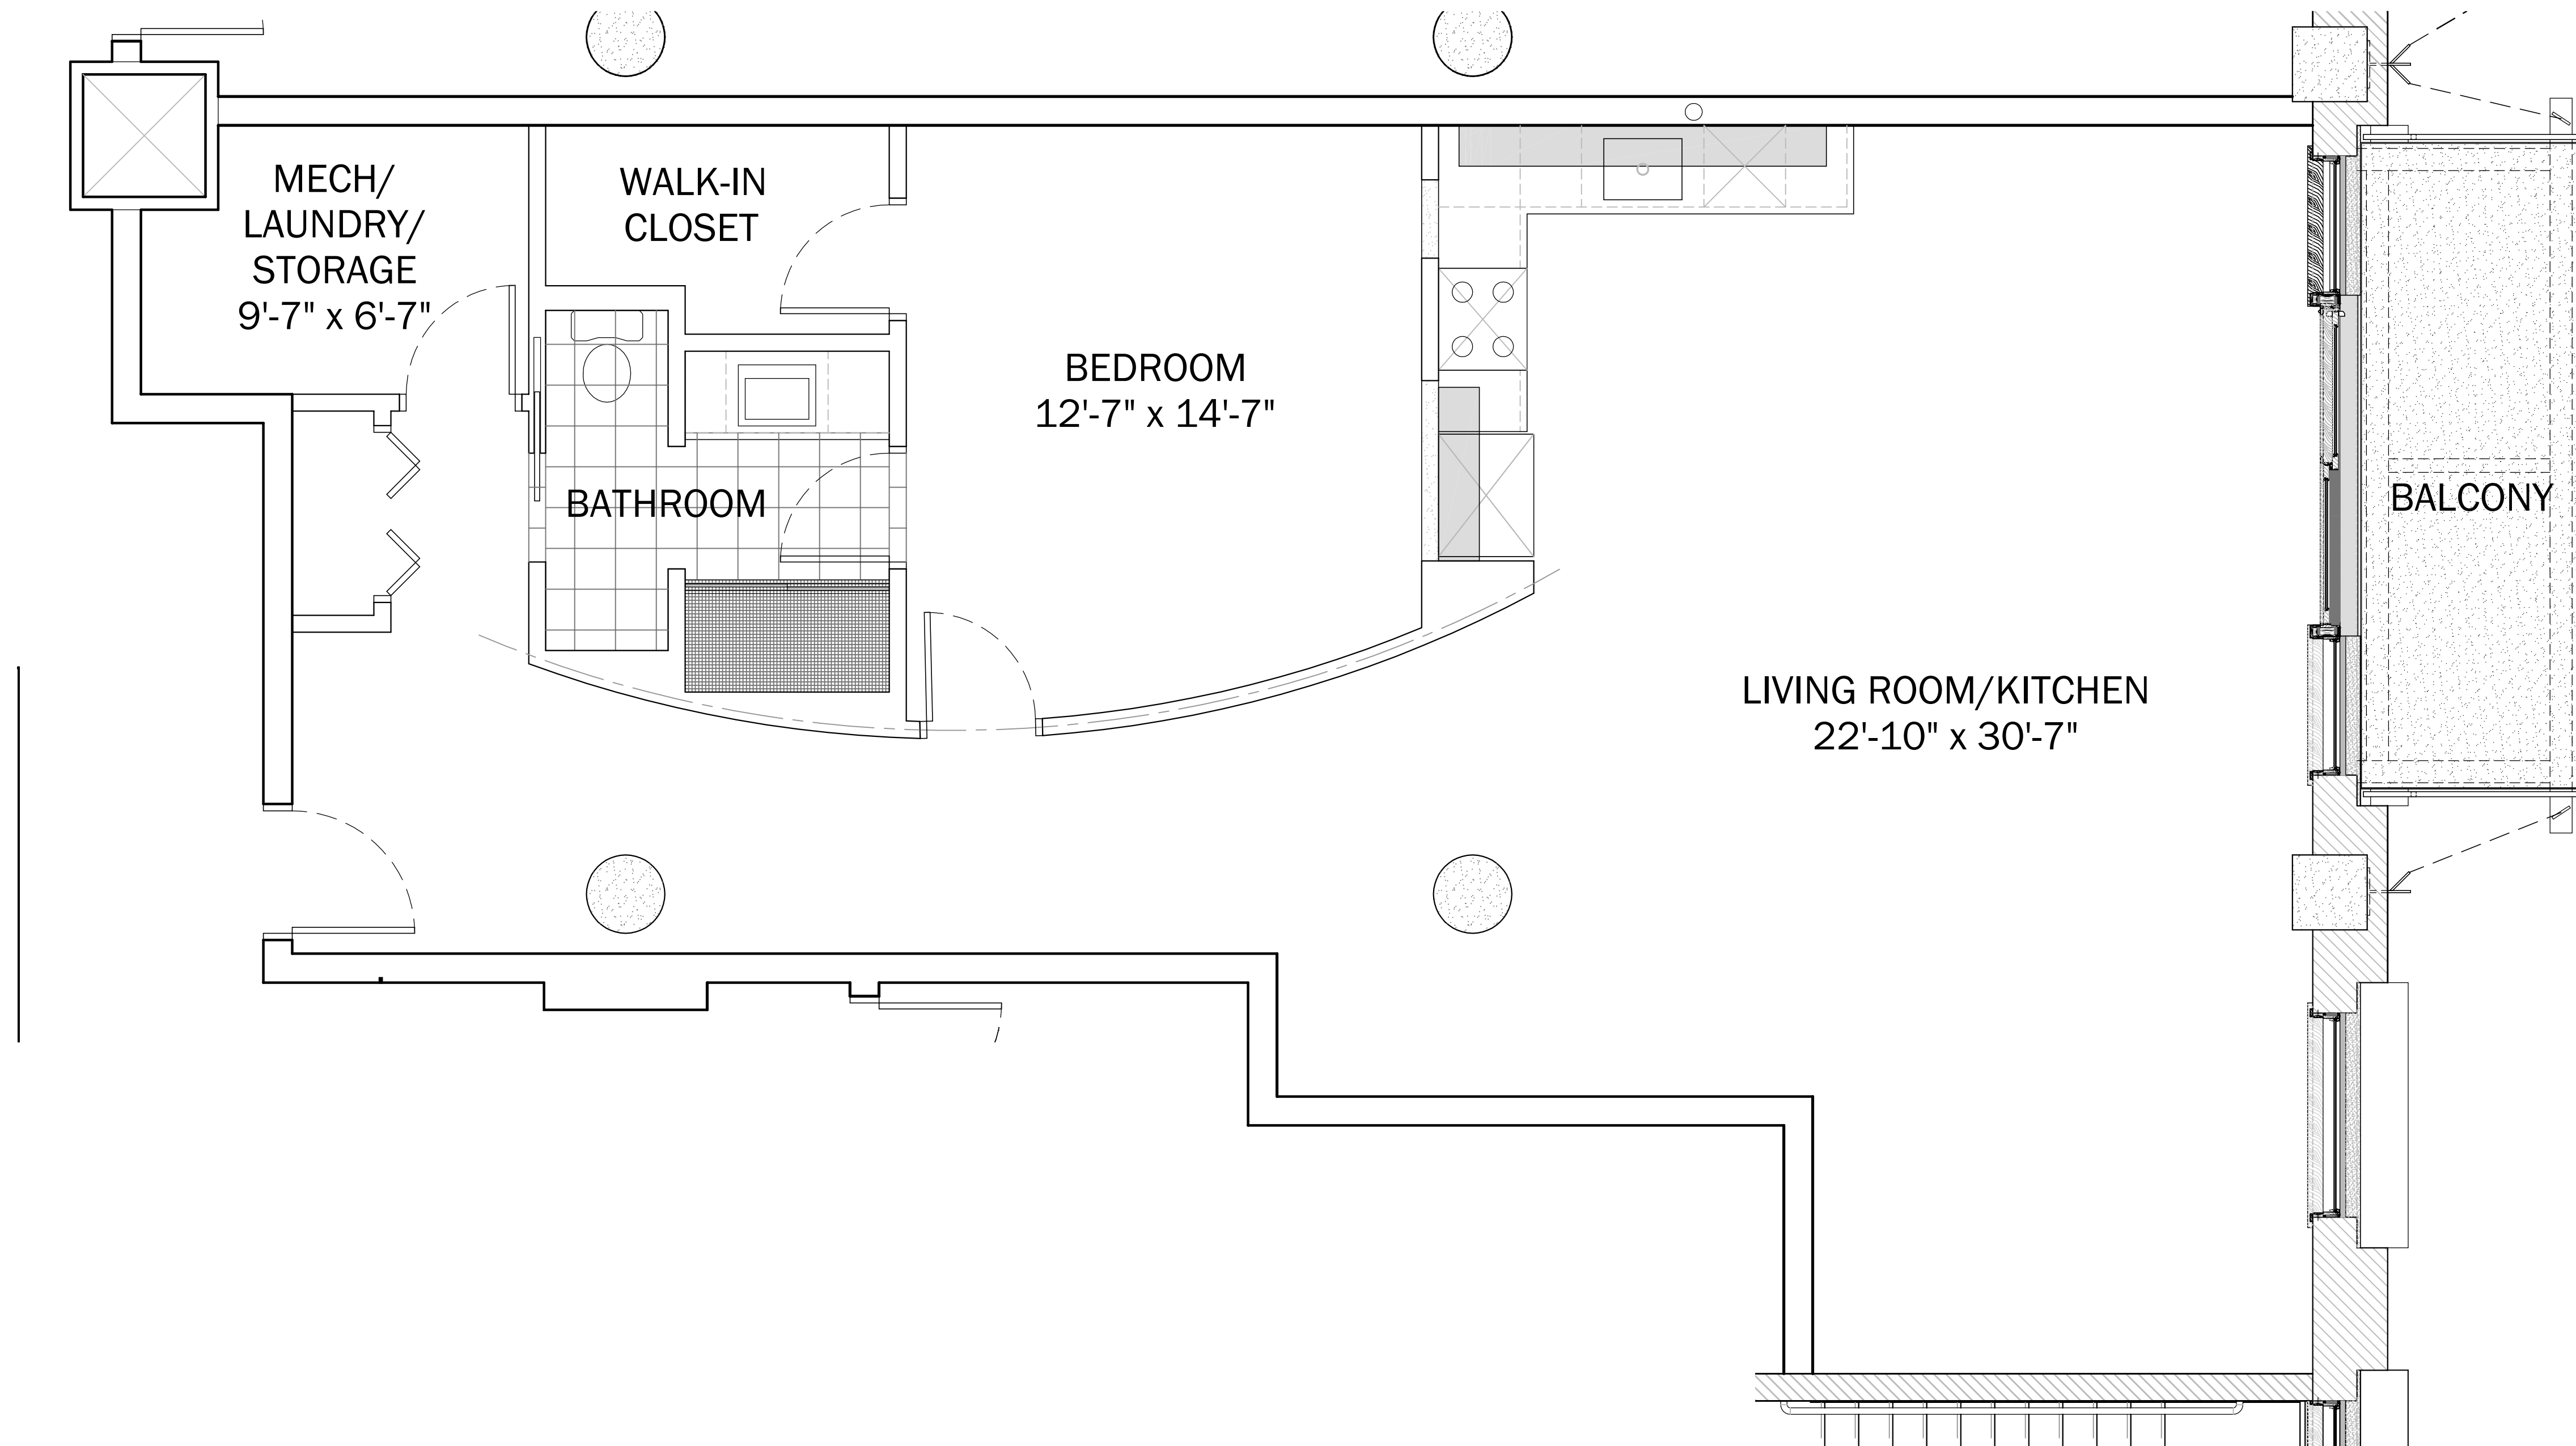 MECH/
LAUNDRY/
STORAGE
9'-7" x 6'-7"
WALK-IN
CLOSET
BATHROOM
BEDROOM
12'-7" x 14'-7"
LIVING ROOM/KITCHEN
22'-10" x 30'-7"
BALCONY